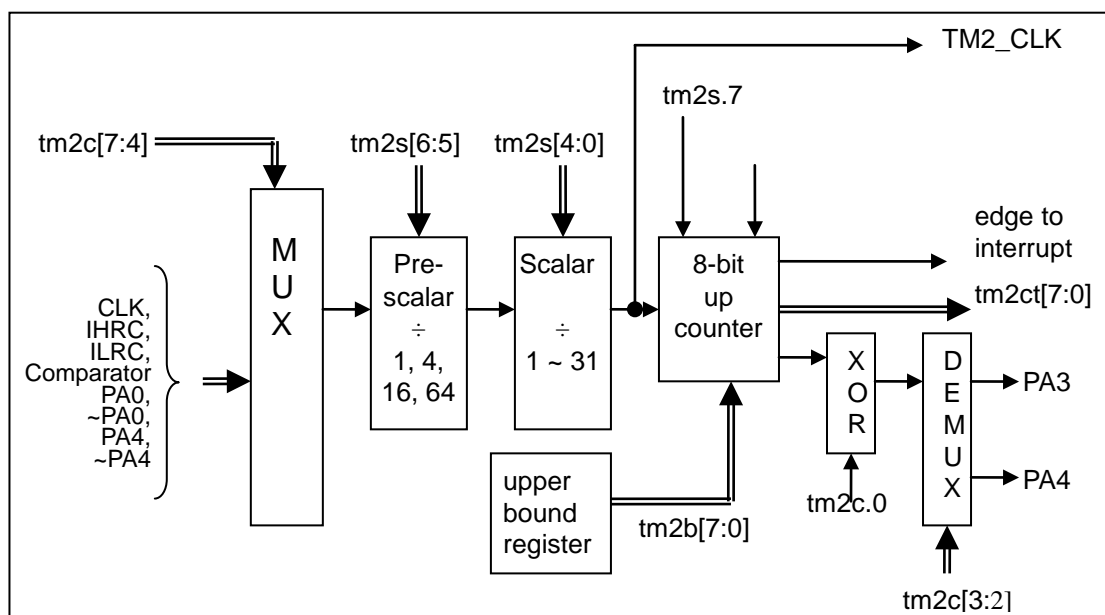 TM2_CLK
tm2s.7
tm2c[7:4]
tm2s[6:5]
tm2s[4:0]
edge to
interrupt
tm2ct[7:0]
M
U
X
Pre-
scalar
÷
1, 4,
16, 64
Scalar
÷
1 ~ 31
8-bit
up
counter
CLK,
IHRC,
ILRC,
Comparator
PA0,
~PA0,
PA4,
~PA4
X
O
R
D
E
M
U
X
PA3
PA4
upper
bound
register
tm2b[7:0]
tm2c.0
tm2c[3:2]